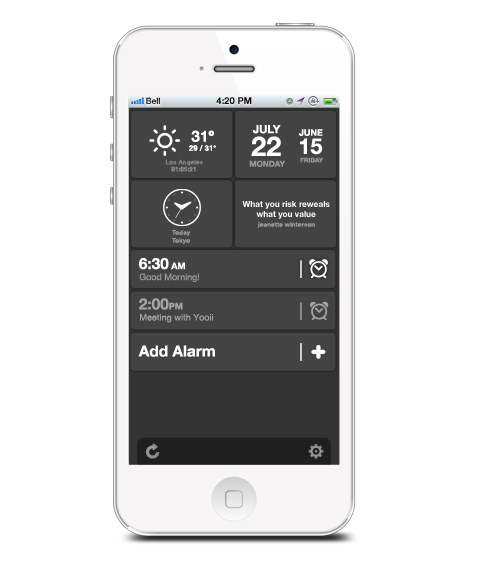 Bell 4:20 PM
31°
29 / 31°
Los Angeles
01:05:21
JULY
22
MONDAY
JUNE
15
FRIDAY
Today
Tokyo
What you risk reweals
what you value
jeanette winterson
6:30 AM
Good Morning!
2:00PM
Meeting with Yooii
Add Alarm